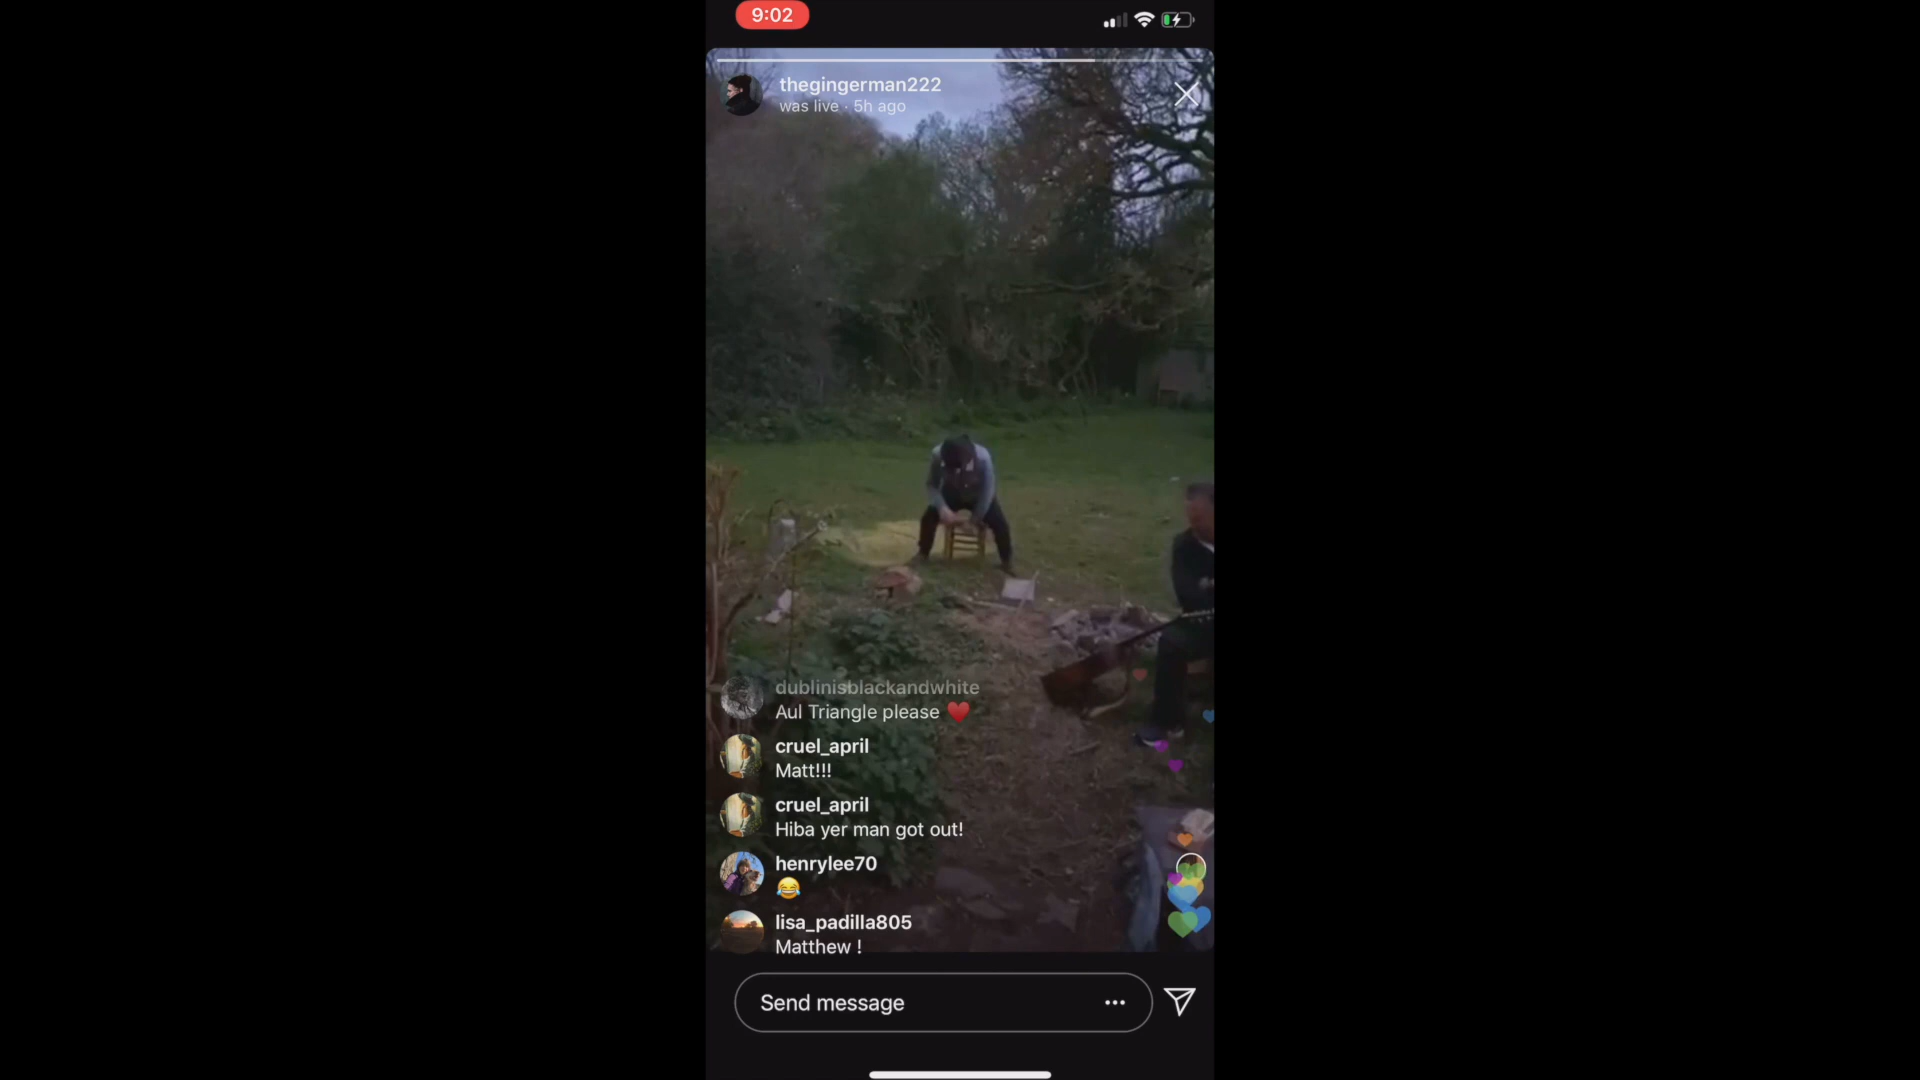 9:02
thegingerman222
was live · 5h ago
dublinisblackandwhite
Aul Triangle please ❤️
cruel_april
Matt!!!
cruel_april
Hiba yer man got out!
henrylee70
😂
lisa_padilla805
Matthew !
Send message